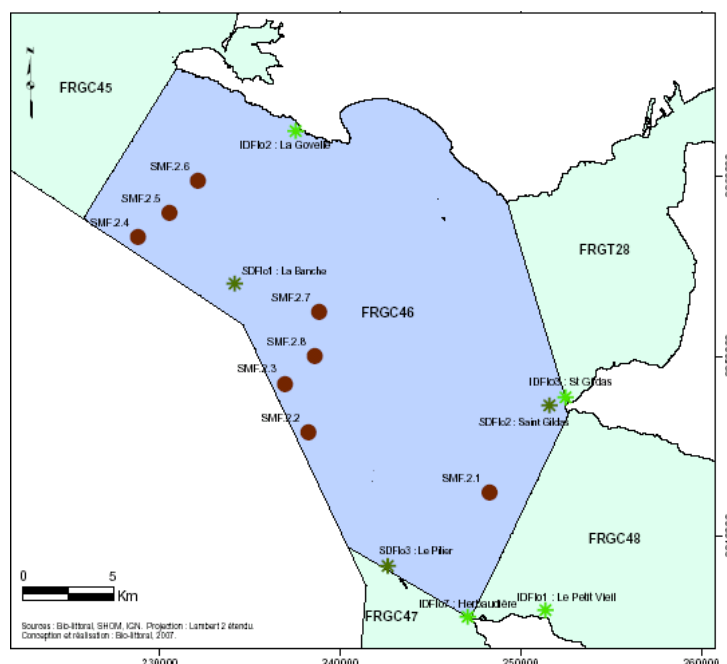 FRGC45
IDFlo2 : La Govelle
SMF.2.6
SMF.2.5
SMF.2.4
SDFlo1 : La Banche
FRGT28
SMF.2.7
FRGC46
SMF.2.8
SMF.2.3
IDFlo3 : St Gildas
SDFlo2 : Saint Gildas
SMF.2.2
SMF.2.1
SDFlo3 : Le Pilier
FRGC48
0 5
Km
IDFlo7 : Herbaudière
IDFlo1 : Le Petit Vieil
FRGC47
Sources : Bio-littoral, SHOM, IGN. Projection : Lambert 2 étendu.
Conception et réalisation : Bio-littoral, 2007.
230000 240000 250000 260000